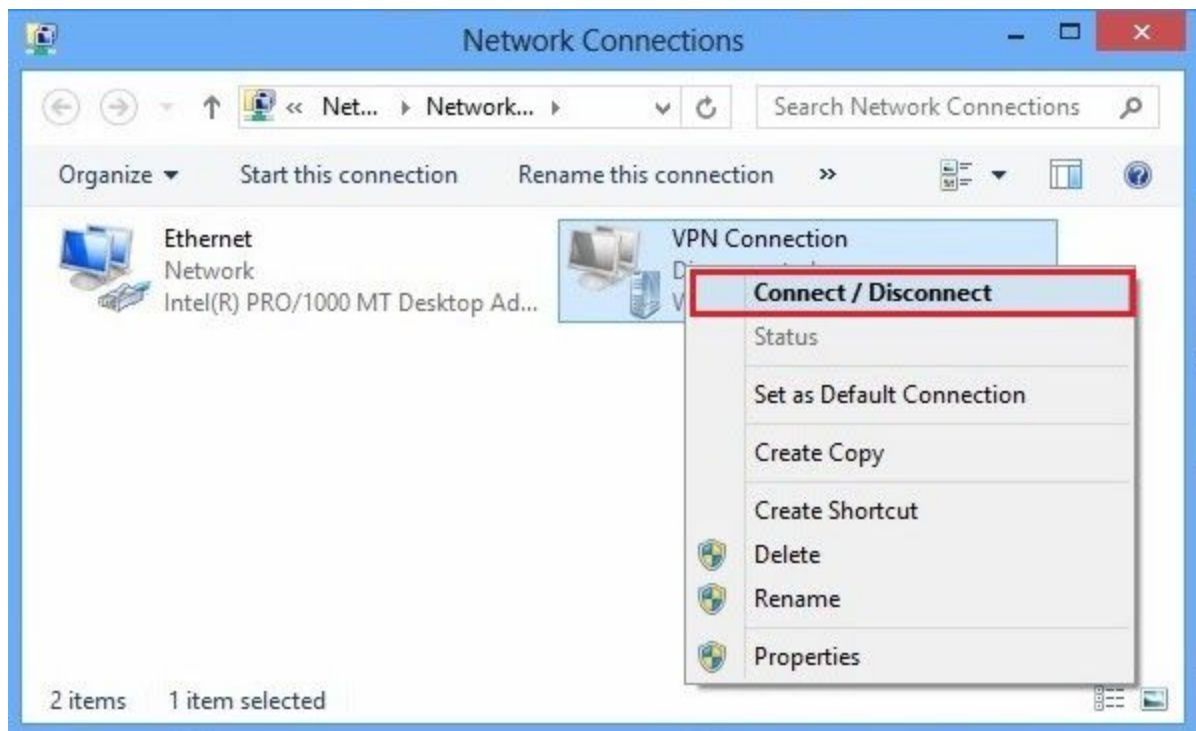 Network Connections
« Net... Network... Search Network Connections
Organize Start this connection Rename this connection »
Ethernet
Network
Intel(R) PRO/1000 MT Desktop Ad...
VPN Connection
Connect / Disconnect
Status
Set as Default Connection
Create Copy
Create Shortcut
Delete
Rename
Properties
2 items 1 item selected